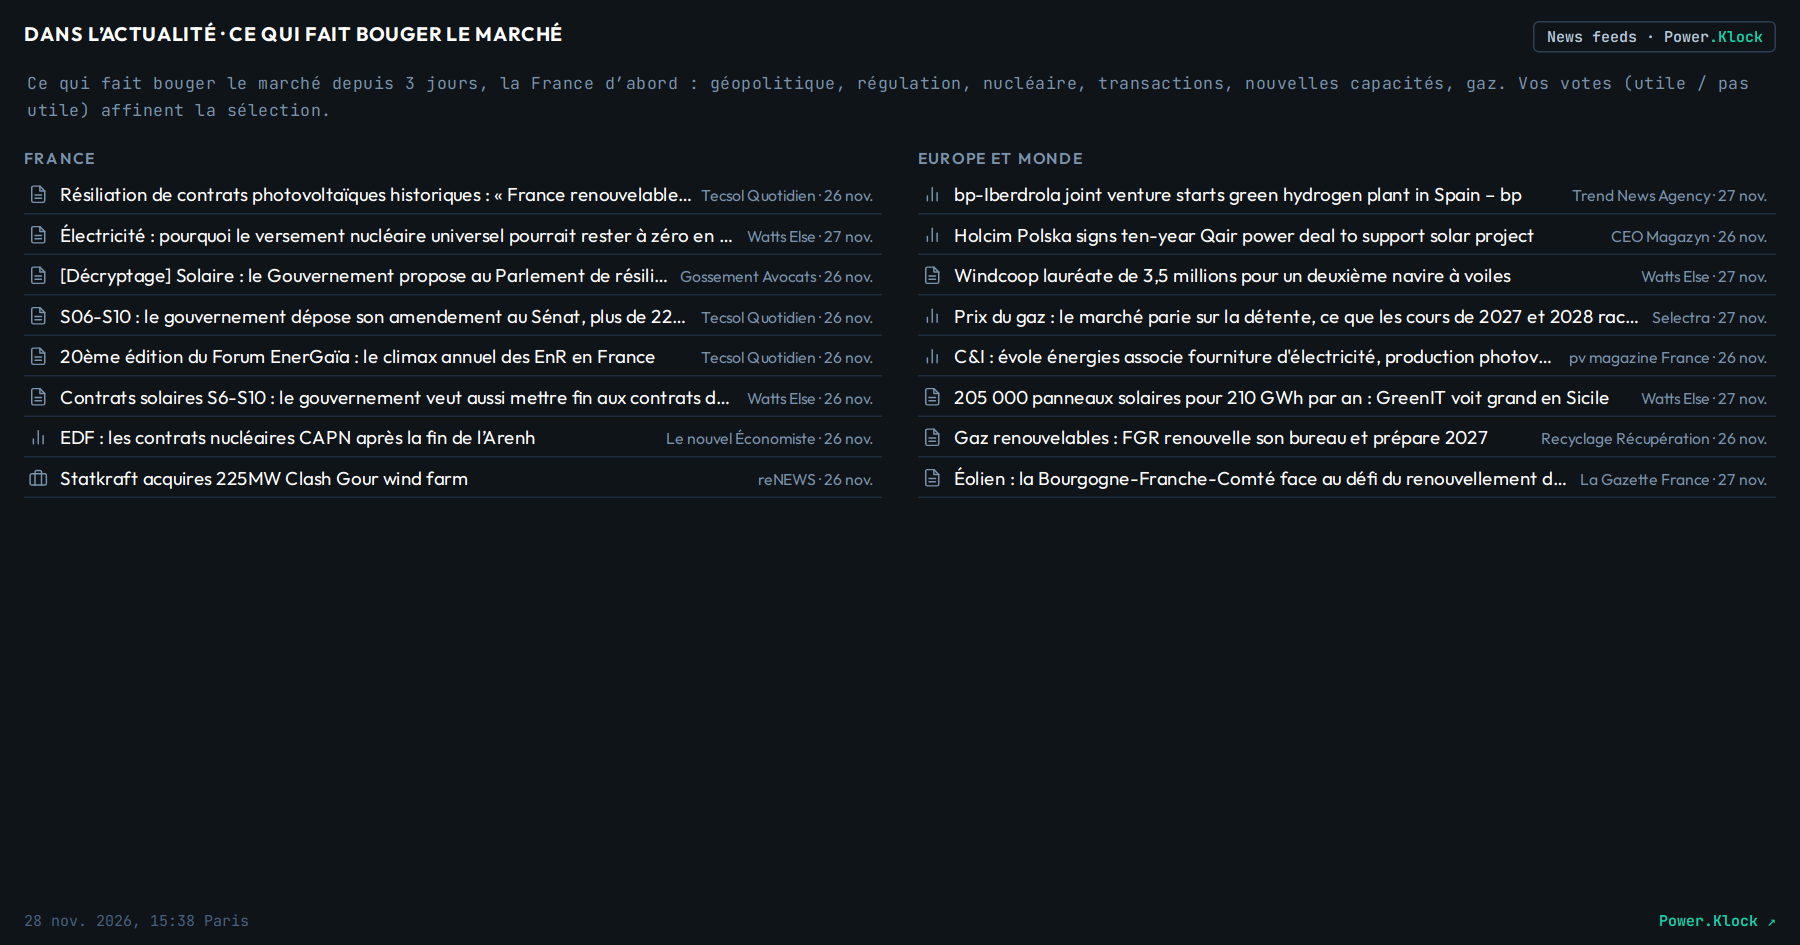 DANS L'ACTUALITÉ · CE QUI FAIT BOUGER LE MARCHÉ
News feeds · Power.Klock
Ce qui fait bouger le marché depuis 3 jours, la France d'abord : géopolitique, régulation, nucléaire, transactions, nouvelles capacités, gaz. Vos votes (utile / pas
utile) affinent la sélection.
FRANCE
Résiliation de contrats photovoltaïques historiques : « France renouvelable… Tecsol Quotidien · 26 nov.
Électricité : pourquoi le versement nucléaire universel pourrait rester à zéro en … Watts Else · 27 nov.
[Décryptage] Solaire : le Gouvernement propose au Parlement de résili… Gossement Avocats · 26 nov.
S06-S10 : le gouvernement dépose son amendement au Sénat, plus de 22… Tecsol Quotidien · 26 nov.
20ème édition du Forum EnerGaïa : le climax annuel des EnR en France Tecsol Quotidien · 26 nov.
Contrats solaires S6-S10 : le gouvernement veut aussi mettre fin aux contrats d… Watts Else · 26 nov.
EDF : les contrats nucléaires CAPN après la fin de l'Arenh Le nouvel Économiste · 26 nov.
Statkraft acquires 225MW Clash Gour wind farm reNEWS · 26 nov.
EUROPE ET MONDE
bp-Iberdrola joint venture starts green hydrogen plant in Spain – bp Trend News Agency · 27 nov.
Holcim Polska signs ten-year Qair power deal to support solar project CEO Magazyn · 26 nov.
Windcoop lauréate de 3,5 millions pour un deuxième navire à voiles Watts Else · 27 nov.
Prix du gaz : le marché parie sur la détente, ce que les cours de 2027 et 2028 rac… Selectra · 27 nov.
C&I : évole énergies associe fourniture d'électricité, production photov… pv magazine France · 26 nov.
205 000 panneaux solaires pour 210 GWh par an : GreenIT voit grand en Sicile Watts Else · 27 nov.
Gaz renouvelables : FGR renouvelle son bureau et prépare 2027 Recyclage Récupération · 26 nov.
Éolien : la Bourgogne-Franche-Comté face au défi du renouvellement d… La Gazette France · 27 nov.
28 nov. 2026, 15:38 Paris
Power.Klock ↗